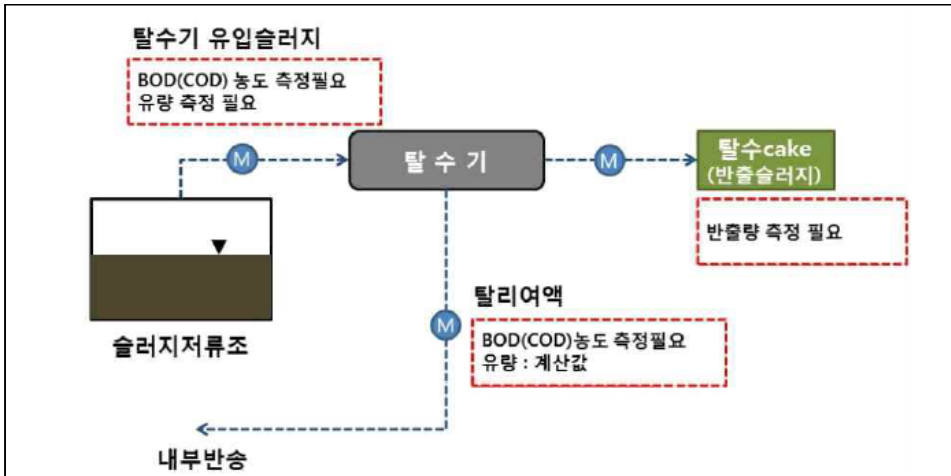 탈수기 유입슬러지
BOD(COD) 농도 측정필요
유량 측정 필요
M
탈 수 기
M
탈수cake
(반출슬러지)
반출량 측정 필요
슬러지저류조
탈리여액
M
BOD(COD)농도 측정필요
유량 : 계산값
내부반송